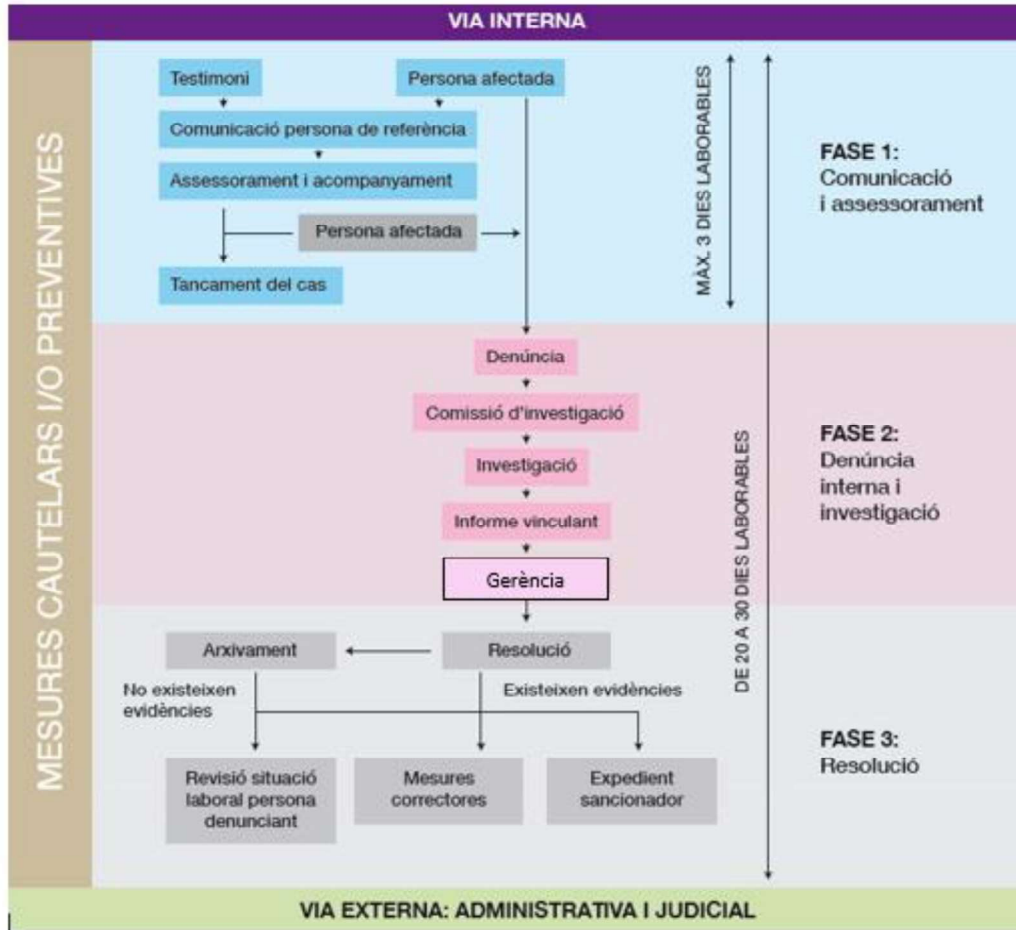 VIA INTERNA
MESURES CAUTELARS I/O PREVENTIVES
Testimoni
Persona afectada
Comunicació persona de referència
Assessorament i acompanyament
Persona afectada
Tancament del cas
MÀX. 3 DIES LABORABLES
FASE 1:
Comunicació
i assessorament
Denúncia
Comissió d'investigació
Investigació
Informe vinculant
Gerència
DE 20 A 30 DIES LABORABLES
FASE 2:
Denúncia
interna i
investigació
Arxivament
Resolució
No existeixen
evidències
Existeixen evidències
Revisió situació
laboral persona
denunciant
Mesures
correctores
Expedient
sancionador
FASE 3:
Resolució
VIA EXTERNA: ADMINISTRATIVA I JUDICIAL